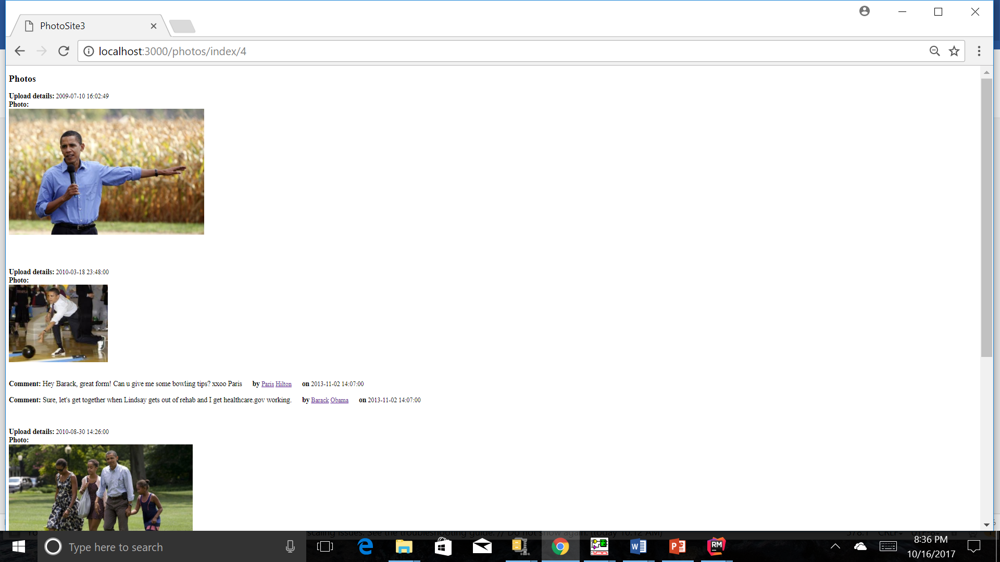 PhotoSite3
localhost:3000/photos/index/4
Photos
Upload details: 2009-07-10 16:02:49
Photo:
Upload details: 2010-03-18 23:48:00
Photo:
Comment: Hey Barack, great form! Can u give me some bowling tips? xxoo Paris by Paris Hilton on 2013-11-02 14:07:00
Comment: Sure, let's get together when Lindsay gets out of rehab and I get healthcare.gov working. by Barack Obama on 2013-11-02 14:07:00
Upload details: 2010-08-30 14:26:00
Photo:
scaling issues. See the troubleshooting guide. // Do not show again. (today 10:12 AM)
578:1 CRLF UTF-8
Type here to search
8:36 PM
10/16/2017